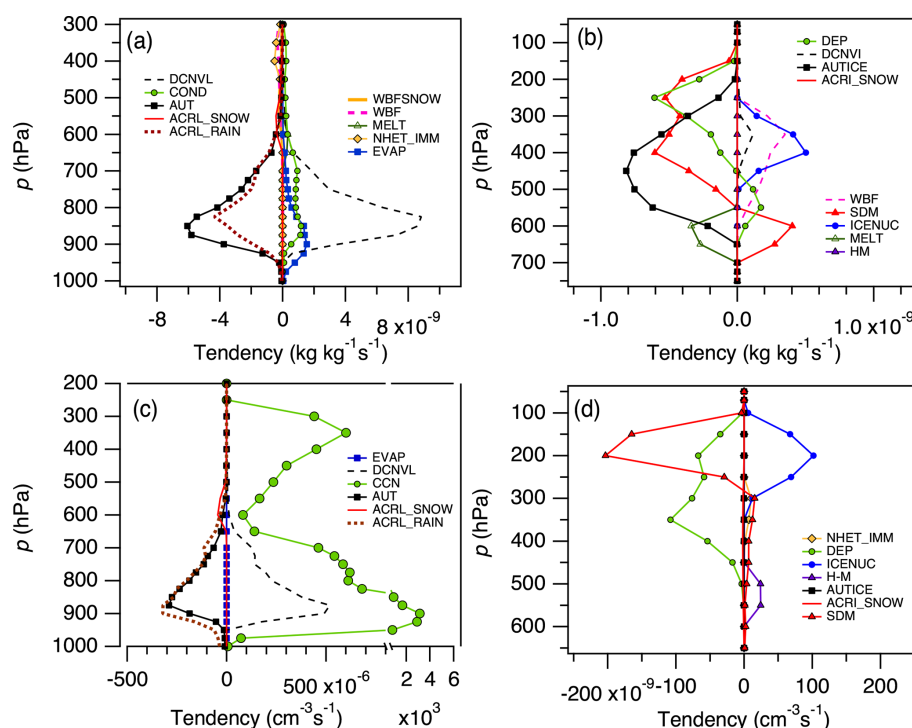 (a)
300
400
500
600
700
800
900
1000
p (hPa)
DCNVL
COND
AUT
ACRL_SNOW
ACRL_RAIN
WBFSNOW
WBF
MELT
NHET_IMM
EVAP
-8 -4 0 4 8 x10⁻⁹
Tendency (kg kg⁻¹s⁻¹)
(b)
100
200
300
400
500
600
700
p (hPa)
DEP
DCNVI
AUTICE
ACRI_SNOW
WBF
SDM
ICENUC
MELT
HM
-1.0 0.0 1.0 x10⁻⁹
Tendency (kg kg⁻¹s⁻¹)
(c)
200
300
400
500
600
700
800
900
1000
p (hPa)
EVAP
DCNVL
CCN
AUT
ACRL_SNOW
ACRL_RAIN
-500 0 500 x10⁻⁶ 2 4 6
x10³
Tendency (cm⁻³s⁻¹)
(d)
100
200
300
400
500
600
p (hPa)
NHET_IMM
DEP
ICENUC
H-M
AUTICE
ACRI_SNOW
SDM
-200 x10⁻⁹ -100 0 100 200
Tendency (cm⁻³s⁻¹)